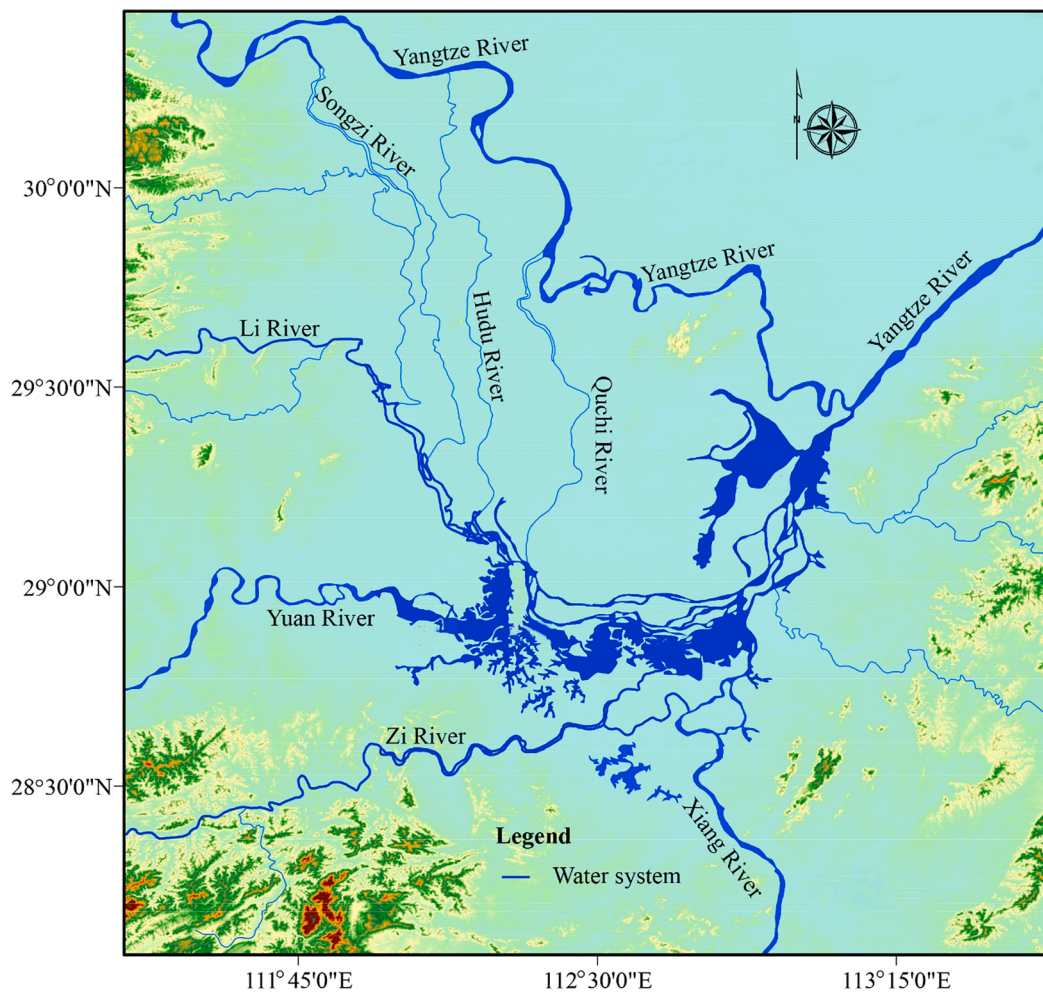 Yangtze River
Songzi River
N
30°0'0"N
Yangtze River
Yangtze River
Li River
Hudu River
29°30'0"N
Quchi River
29°0'0"N
Yuan River
Zi River
28°30'0"N
Xiang River
Legend
Water system
111°45'0"E
112°30'0"E
113°15'0"E